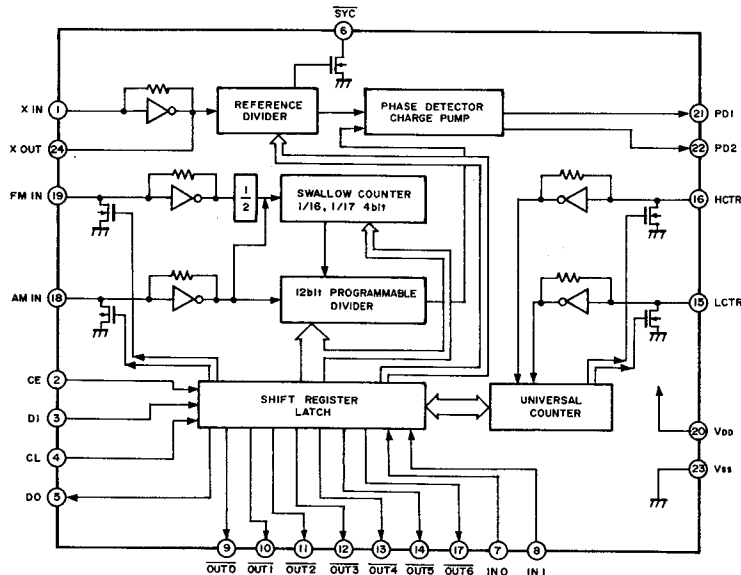 SYC
6
X IN 1
REFERENCE
DIVIDER
PHASE DETECTOR
CHARGE PUMP
21 PD1
X OUT 24
22 PD2
FM IN 19
1/2
SWALLOW COUNTER
1/16, 1/17 4bit
16 HCTR
AM IN 18
12bit PROGRAMMABLE
DIVIDER
15 LCTR
CE 2
DI 3
SHIFT REGISTER
LATCH
UNIVERSAL
COUNTER
20 VDD
CL 4
23 VSS
DO 5
9 10 11 12 13 14 17 7 8
OUT0 OUT1 OUT2 OUT3 OUT4 OUT5 OUT6 IN0 IN1